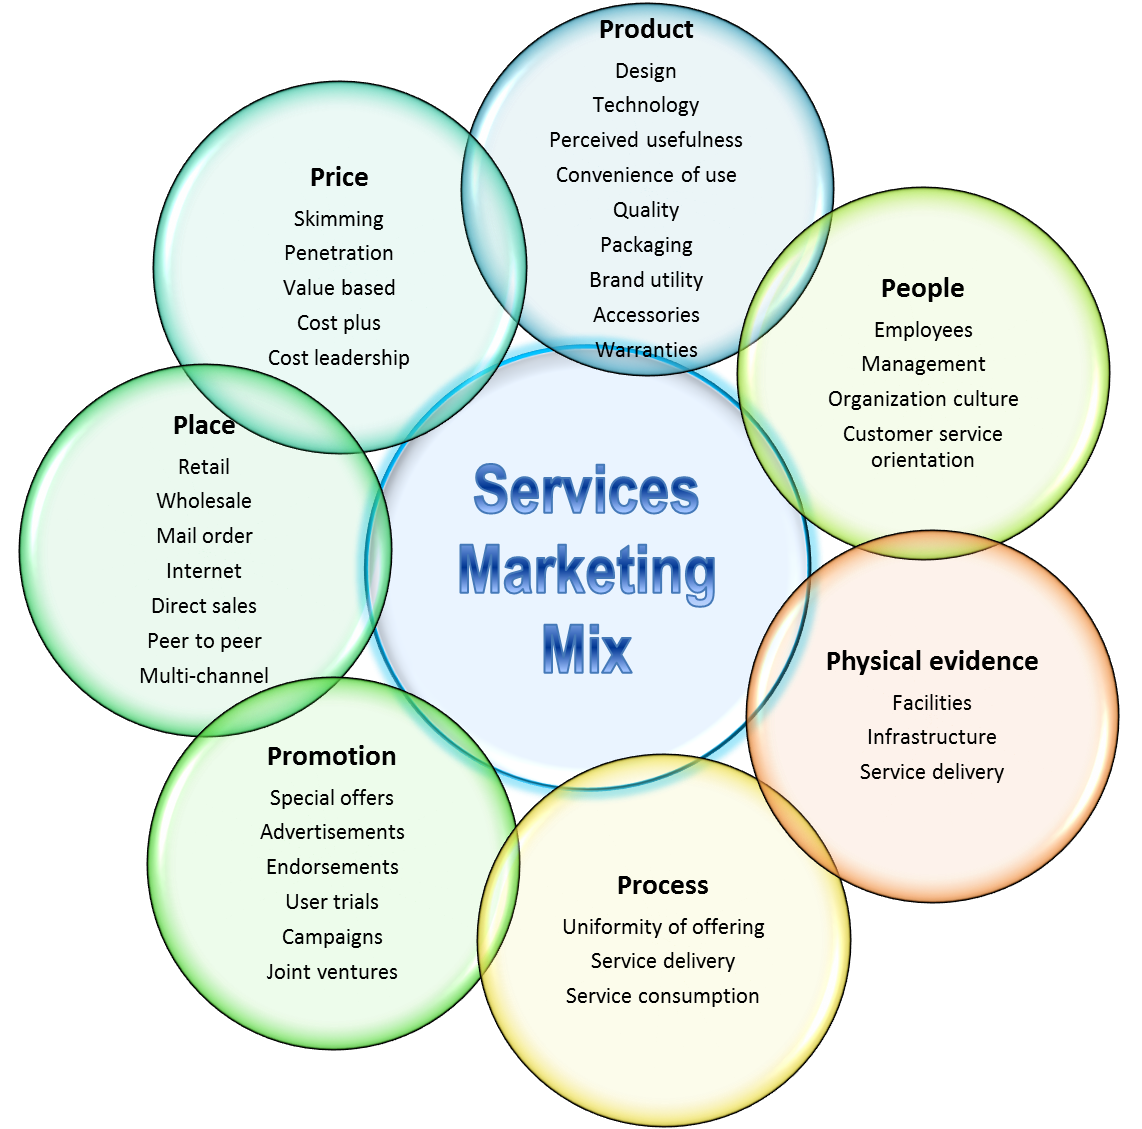 Product
Design
Technology
Perceived usefulness
Convenience of use
Quality
Packaging
Brand utility
Accessories
Warranties
Price
Skimming
Penetration
Value based
Cost plus
Cost leadership
People
Employees
Management
Organization culture
Customer service
orientation
Place
Retail
Wholesale
Mail order
Internet
Direct sales
Peer to peer
Multi-channel
Services
Marketing
Mix
Physical evidence
Facilities
Infrastructure
Service delivery
Promotion
Special offers
Advertisements
Endorsements
User trials
Campaigns
Joint ventures
Process
Uniformity of offering
Service delivery
Service consumption